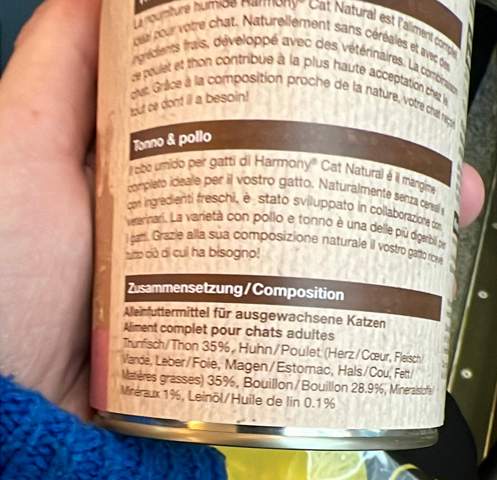 La nourriture humide Harmony® Cat Natural est l'aliment complet
idéal pour votre chat. Naturellement sans céréales et avec des
ingrédients frais, développé avec des vétérinaires. La combinaison
de poulet et thon contribue à la plus haute acceptation chez le
chat. Grâce à la composition proche de la nature, votre chat reçoit
tout ce dont il a besoin!
Tonno & pollo
Il cibo umido per gatti di Harmony® Cat Natural è il mangime
completo ideale per il vostro gatto. Naturalmente senza cereali e
con ingredienti freschi, è stato sviluppato in collaborazione con
veterinari. La varietà con pollo e tonno è una delle più digeribili per
i gatti. Grazie alla sua composizione naturale il vostro gatto riceve
tutto ciò di cui ha bisogno!
Zusammensetzung/Composition
Alleinfuttermittel für ausgewachsene Katzen
Aliment complet pour chats adultes
Thunfisch/Thon 35%, Huhn/Poulet (Herz/Cœur, Fleisch/
Viande, Leber/Foie, Magen/Estomac, Hals/Cou, Fett/
Matières grasses) 35%, Bouillon/Bouillon 28.9%, Mineralstoffe/
Minéraux 1%, Leinöl/Huile de lin 0.1%